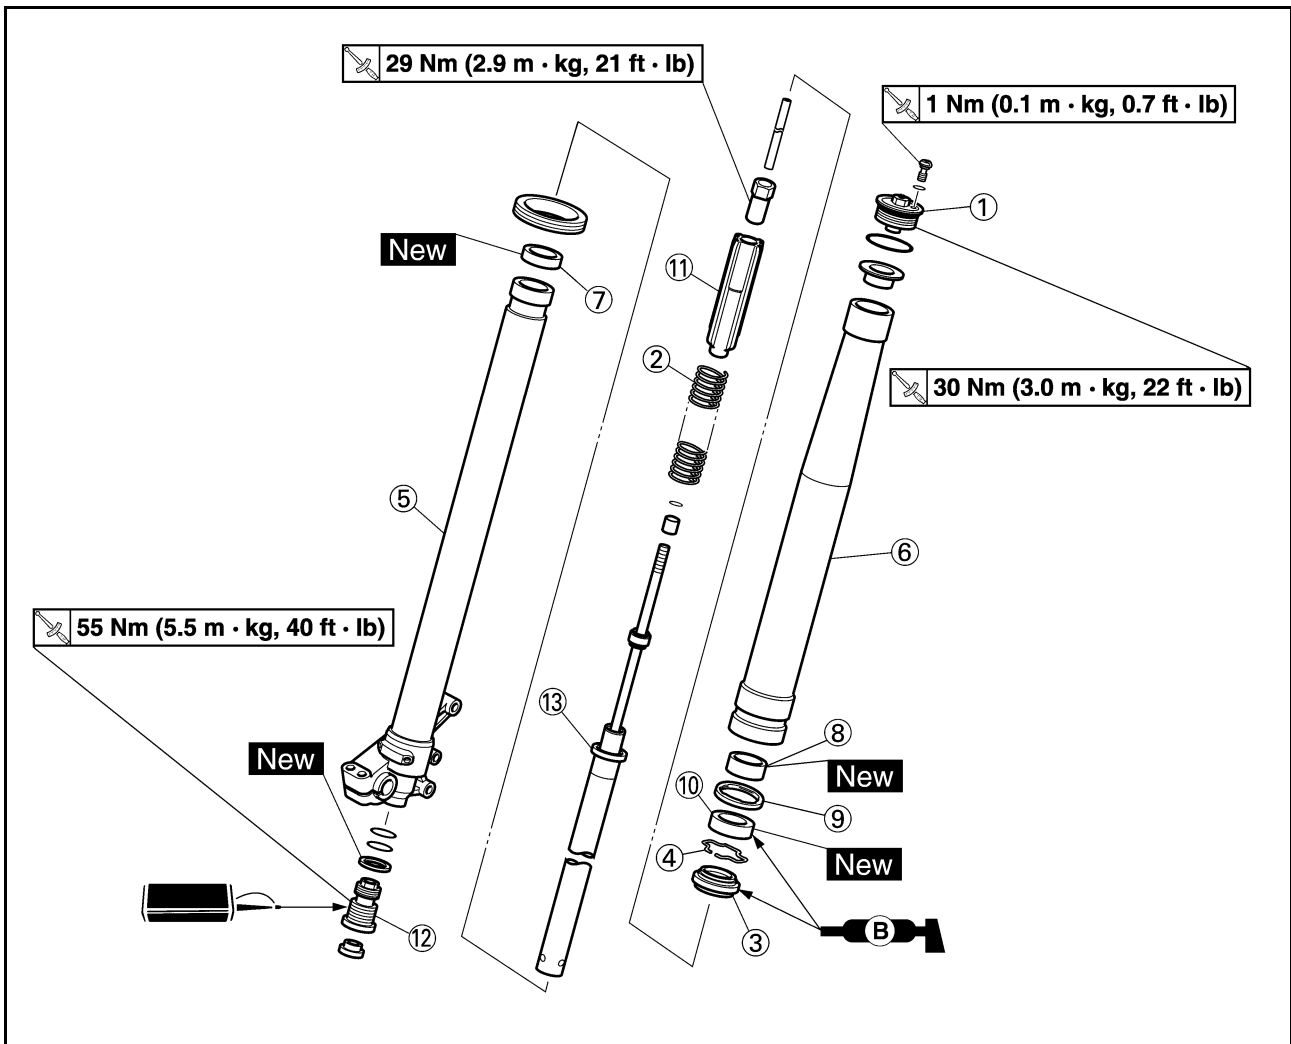 29 Nm (2.9 m · kg, 21 ft · lb)
1 Nm (0.1 m · kg, 0.7 ft · lb)
1
New
7
11
2
30 Nm (3.0 m · kg, 22 ft · lb)
5
6
55 Nm (5.5 m · kg, 40 ft · lb)
13
8
New
New
10
9
4
New
12
3
B